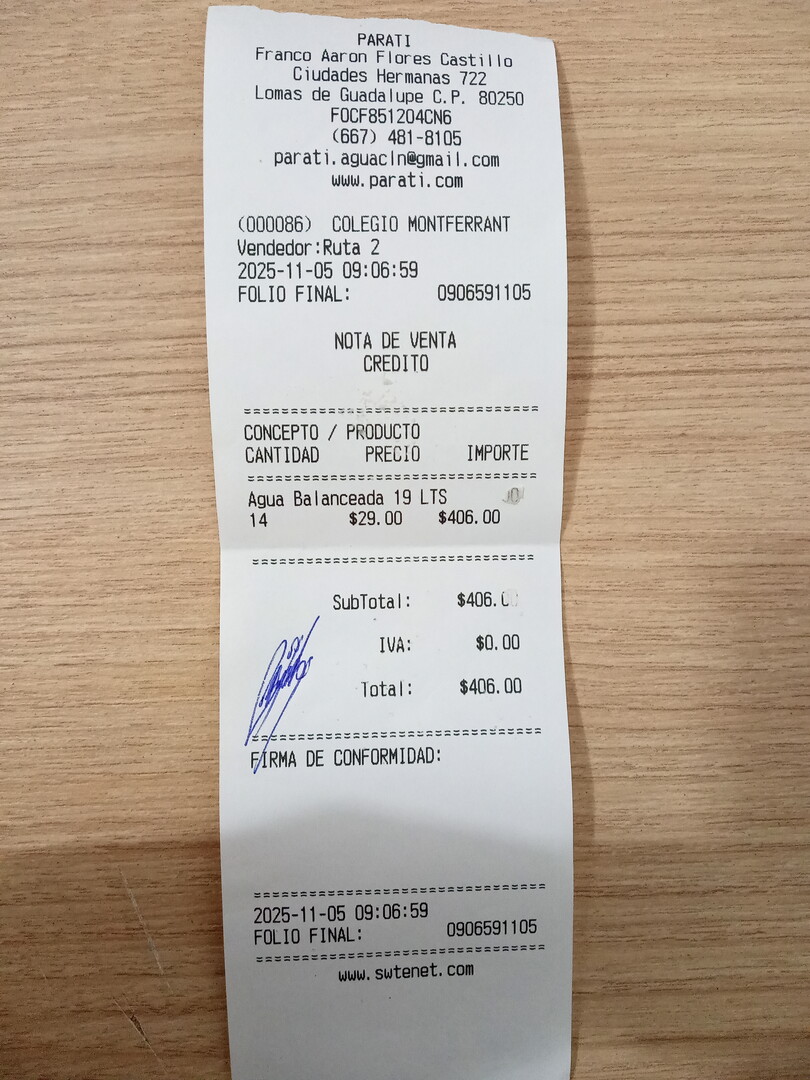 PARATI
Franco Aaron Flores Castillo
Ciudades Hermanas 722
Lomas de Guadalupe C.P. 80250
FOCF851204CN6
(667) 481-8105
parati.aguacln@gmail.com
www.parati.com
(000086) COLEGIO MONTFERRANT
Vendedor:Ruta 2
2025-11-05 09:06:59
FOLIO FINAL: 0906591105
NOTA DE VENTA
CREDITO
================================
CONCEPTO / PRODUCTO
CANTIDAD PRECIO IMPORTE
================================
Agua Balanceada 19 LTS
14 $29.00 $406.00
================================
SubTotal: $406.0
IVA: $0.00
Total: $406.00
================================
FIRMA DE CONFORMIDAD:
================================
2025-11-05 09:06:59
FOLIO FINAL: 0906591105
================================
www.swtenet.com